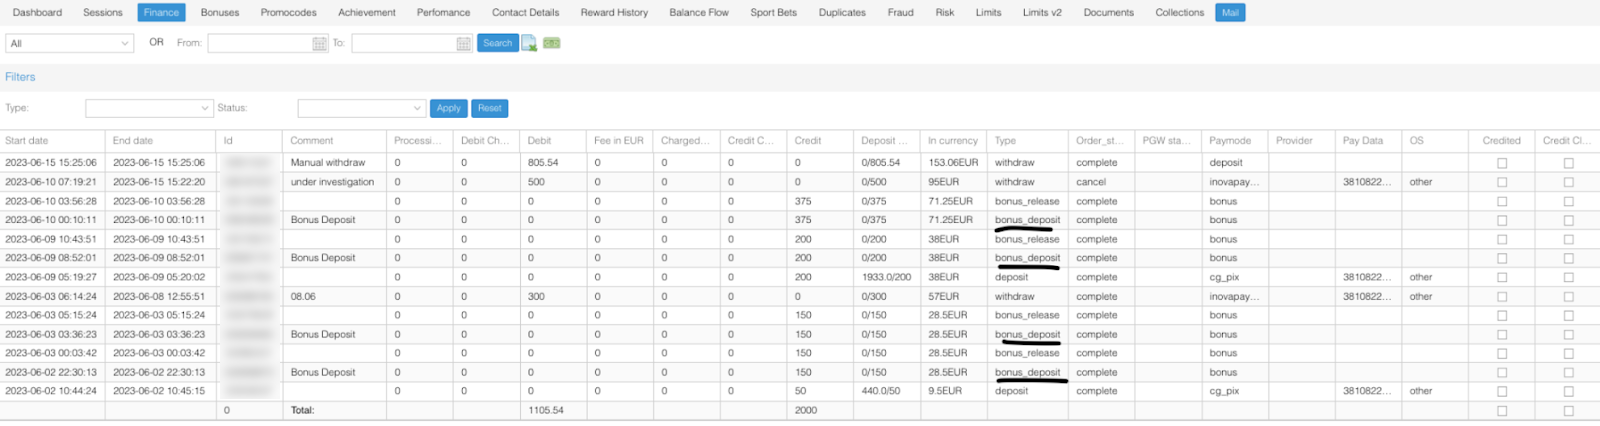 Dashboard Sessions Finance Bonuses Promocodes Achievement Perfomance Contact Details Reward History Balance Flow Sport Bets Duplicates Fraud Risk Limits Limits v2 Documents Collections Mail
All OR From: To: Search
Filters
Type: Status: Apply Reset
Start date End date Id Comment Processi... Debit Ch... Debit Fee in EUR Charged... Credit C... Credit Deposit ... In currency Type Order_st... PGW sta... Paymode Provider Pay Data OS Credited Credit Cl...
2023-06-15 15:25:06 2023-06-15 15:25:06 Manual withdraw 0 0 805.54 0 0 0 0 0/805.54 153.06EUR withdraw complete deposit
2023-06-10 07:19:21 2023-06-15 15:22:20 under investigation 0 0 500 0 0 0 0 0/500 95EUR withdraw cancel inovapay... 3810822... other
2023-06-10 03:56:28 2023-06-10 03:56:28 0 0 0 0 0 0 375 0/375 71.25EUR bonus_release complete bonus
2023-06-10 00:10:11 2023-06-10 00:10:11 Bonus Deposit 0 0 0 0 0 0 375 0/375 71.25EUR bonus_deposit complete bonus
2023-06-09 10:43:51 2023-06-09 10:43:51 0 0 0 0 0 0 200 0/200 38EUR bonus_release complete bonus
2023-06-09 08:52:01 2023-06-09 08:52:01 Bonus Deposit 0 0 0 0 0 0 200 0/200 38EUR bonus_deposit complete bonus
2023-06-09 05:19:27 2023-06-09 05:20:02 0 0 0 0 0 0 200 1933.0/200 38EUR deposit complete cg_pix 3810822... other
2023-06-03 06:14:24 2023-06-08 12:55:51 08.06 0 0 300 0 0 0 0 0/300 57EUR withdraw complete inovapay... 3810822... other
2023-06-03 05:15:24 2023-06-03 05:15:24 0 0 0 0 0 0 150 0/150 28.5EUR bonus_release complete bonus
2023-06-03 03:36:23 2023-06-03 03:36:23 Bonus Deposit 0 0 0 0 0 0 150 0/150 28.5EUR bonus_deposit complete bonus
2023-06-03 00:03:42 2023-06-03 00:03:42 0 0 0 0 0 0 150 0/150 28.5EUR bonus_release complete bonus
2023-06-02 22:30:13 2023-06-02 22:30:13 Bonus Deposit 0 0 0 0 0 0 150 0/150 28.5EUR bonus_deposit complete bonus
2023-06-02 10:44:24 2023-06-02 10:45:15 0 0 0 0 0 0 50 440.0/50 9.5EUR deposit complete cg_pix 3810822... other
0 Total: 1105.54 2000